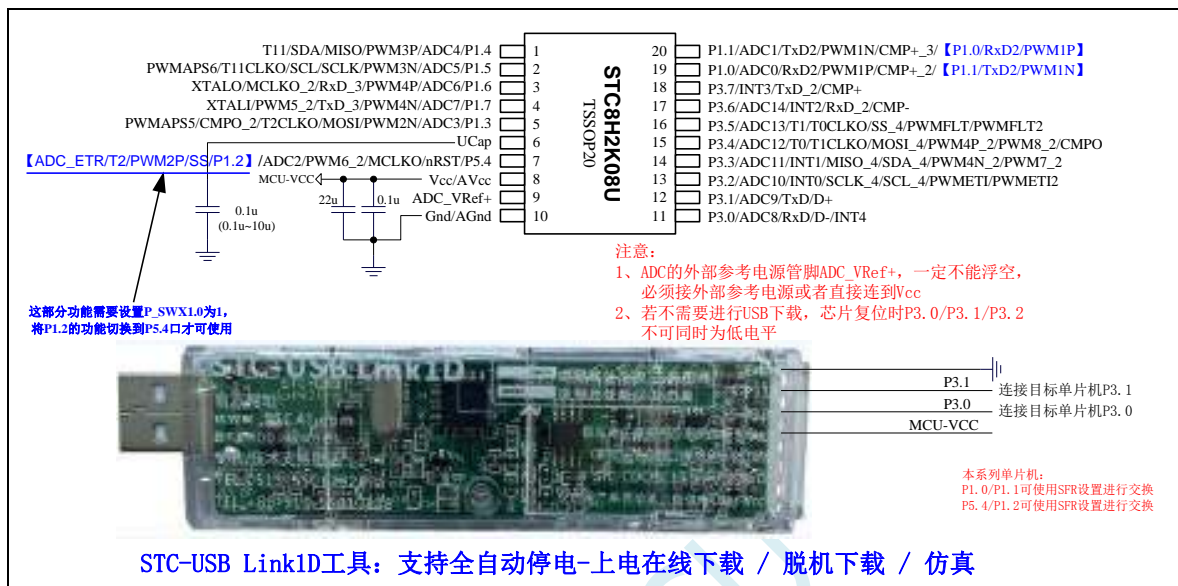 T11/SDA/MISO/PWM3P/ADC4/P1.4 1
PWMAPS6/T11CLKO/SCL/SCLK/PWM3N/ADC5/P1.5 2
XTALO/MCLKO_2/RxD_3/PWM4P/ADC6/P1.6 3
XTALI/PWM5_2/TxD_3/PWM4N/ADC7/P1.7 4
PWMAPS5/CMPO_2/T2CLKO/MOSI/PWM2N/ADC3/P1.3 5
UCap 6
【ADC_ETR/T2/PWM2P/SS/P1.2】/ADC2/PWM6_2/MCLKO/nRST/P5.4 7
MCU-VCC Vcc/AVcc 8
ADC_VRef+ 9
Gnd/AGnd 10
22u 0.1u
0.1u
(0.1u~10u)
STC8H2K08U
TSSOP20
20 P1.1/ADC1/TxD2/PWM1N/CMP+_3/【P1.0/RxD2/PWM1P】
19 P1.0/ADC0/RxD2/PWM1P/CMP+_2/【P1.1/TxD2/PWM1N】
18 P3.7/INT3/TxD_2/CMP+
17 P3.6/ADC14/INT2/RxD_2/CMP-
16 P3.5/ADC13/T1/T0CLKO/SS_4/PWMFLT/PWMFLT2
15 P3.4/ADC12/T0/T1CLKO/MOSI_4/PWM4P_2/PWM8_2/CMPO
14 P3.3/ADC11/INT1/MISO_4/SDA_4/PWM4N_2/PWM7_2
13 P3.2/ADC10/INT0/SCLK_4/SCL_4/PWMETI/PWMETI2
12 P3.1/ADC9/TxD/D+
11 P3.0/ADC8/RxD/D-/INT4
这部分功能需要设置P_SWX1.0为1,
将P1.2的功能切换到P5.4口才可使用
注意:
1、ADC的外部参考电源管脚ADC_VRef+, 一定不能浮空,
必须接外部参考电源或者直接连到Vcc
2、若不需要进行USB下载, 芯片复位时P3.0/P3.1/P3.2
不可同时为低电平
STC-USB Link1D
P3.1 连接目标单片机P3.1
P3.0 连接目标单片机P3.0
MCU-VCC
本系列单片机:
P1.0/P1.1可使用SFR设置进行交换
P5.4/P1.2可使用SFR设置进行交换
STC-USB Link1D工具: 支持全自动停电-上电在线下载 / 脱机下载 / 仿真